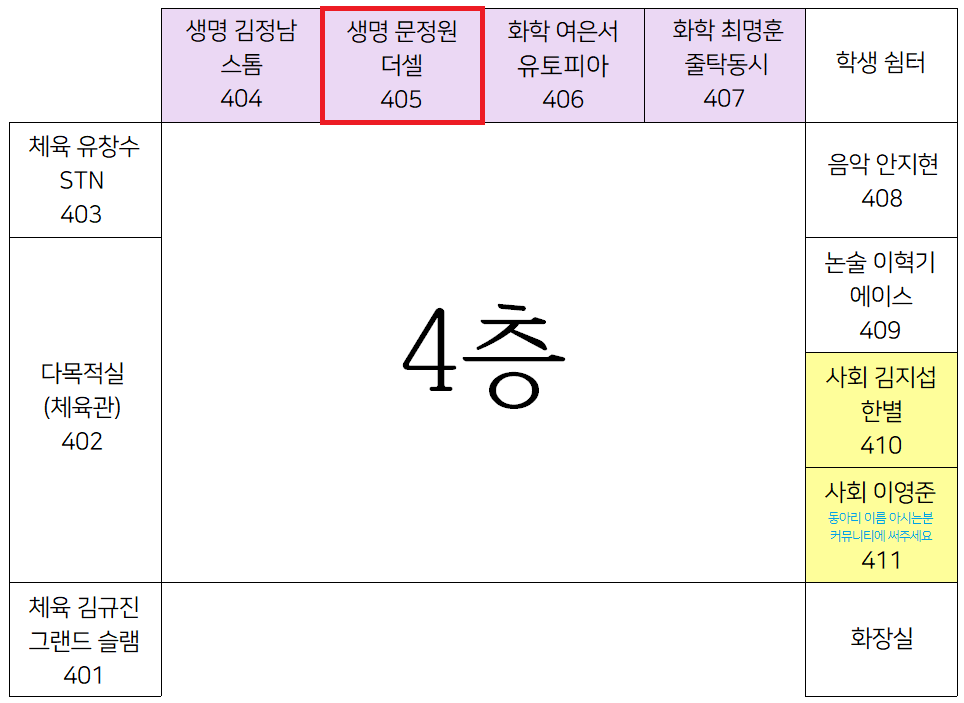 생명 김정남
스톰
404
생명 문정원
더셀
405
화학 여은서
유토피아
406
화학 최명훈
줄탁동시
407
학생 쉼터
체육 유창수
STN
403
음악 안지현
408
논술 이혁기
에이스
409
다목적실
(체육관)
402
4층
사회 김지섭
한별
410
사회 이영준
동아리 이름 아시는분
커뮤니티에 써주세요
411
체육 김규진
그랜드 슬램
401
화장실